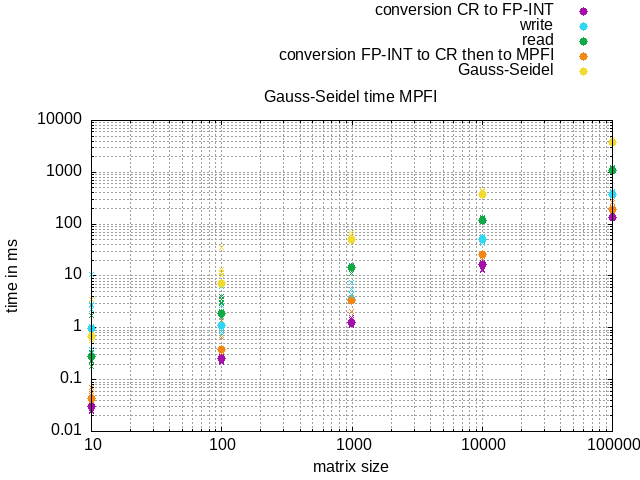 conversion CR to FP-INT
write
read
conversion FP-INT to CR then to MPFI
Gauss-Seidel
Gauss-Seidel time MPFI
10000
1000
100
10
1
0.1
0.01
time in ms
10 100 1000 10000 100000
matrix size